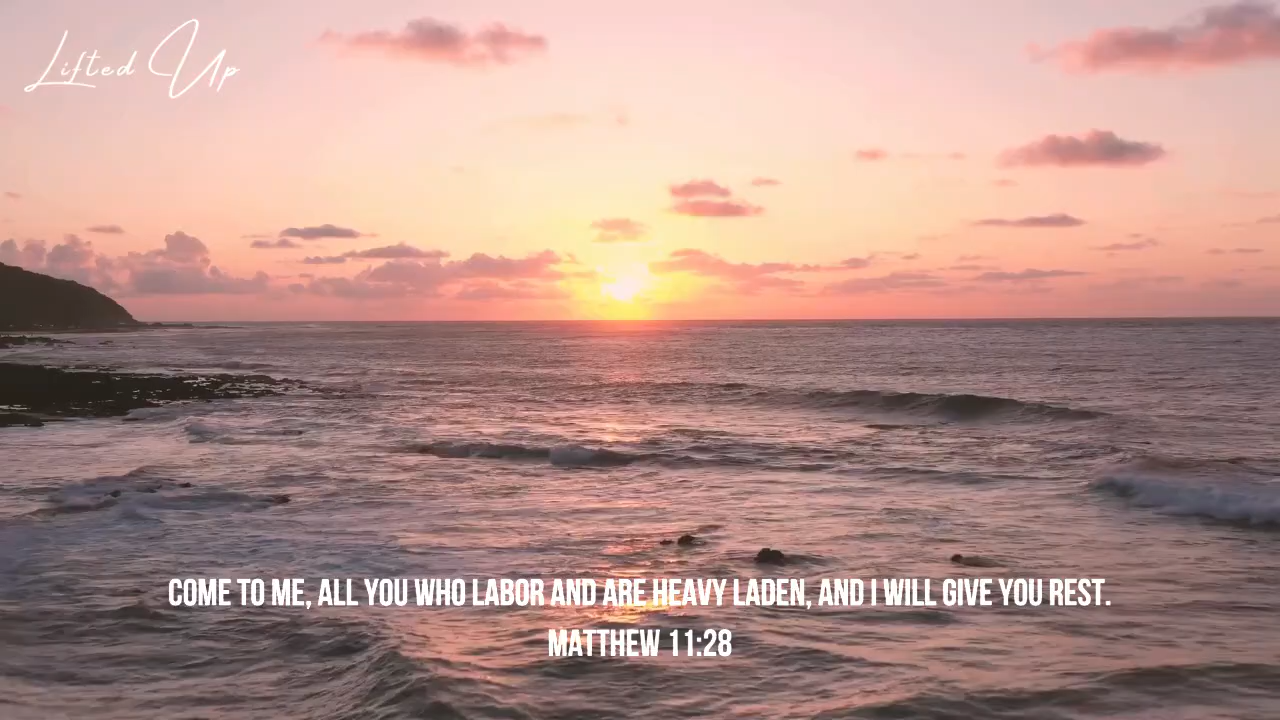 Lifted Up
COME TO ME, ALL YOU WHO LABOR AND ARE HEAVY LADEN, AND I WILL GIVE YOU REST.
MATTHEW 11:28